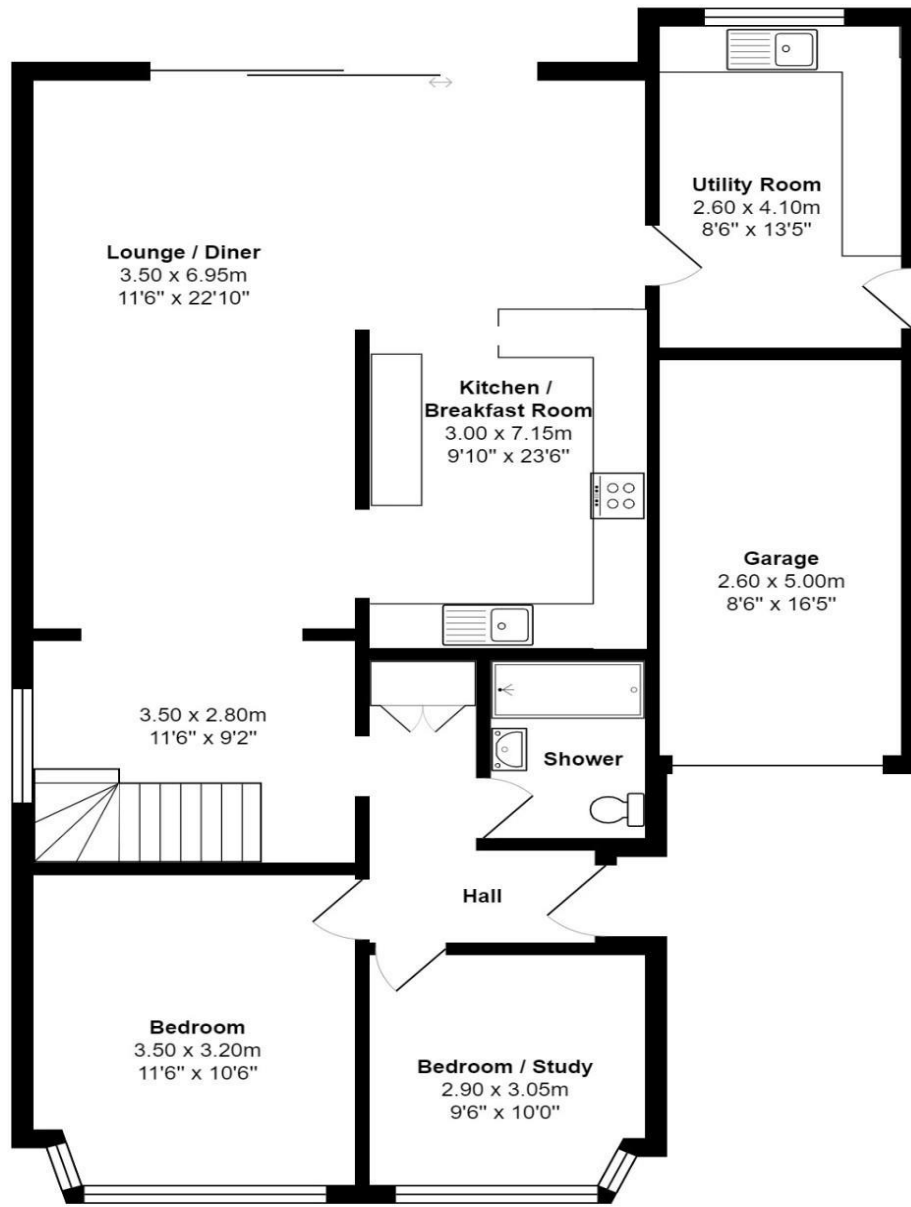 Utility Room
2.60 x 4.10m
8'6" x 13'5"
Lounge / Diner
3.50 x 6.95m
11'6" x 22'10"
Kitchen /
Breakfast Room
3.00 x 7.15m
9'10" x 23'6"
Garage
2.60 x 5.00m
8'6" x 16'5"
3.50 x 2.80m
11'6" x 9'2"
Shower
Hall
Bedroom
3.50 x 3.20m
11'6" x 10'6"
Bedroom / Study
2.90 x 3.05m
9'6" x 10'0"